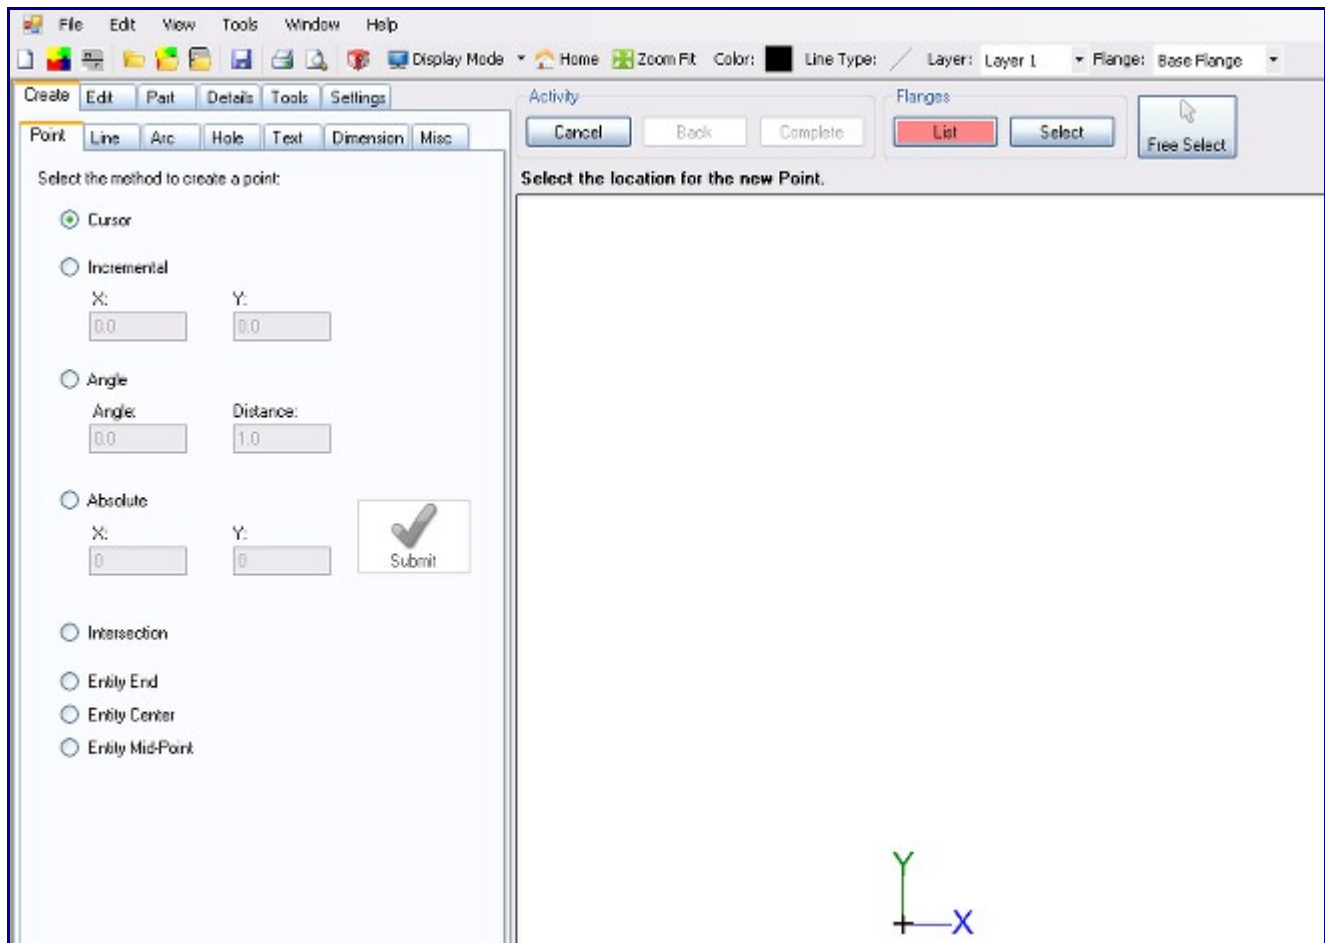 File Edit View Tools Window Help
Display Mode Home Zoom Fit Color: Line Type: Layer: Layer 1 Flange: Base Flange
Create Edit Part Details Tools Settings
Point Line Arc Hole Text Dimension Misc
Select the method to create a point:
Cursor
Incremental
X: Y:
0.0 0.0
Angle
Angle: Distance:
0.0 1.0
Absolute
X: Y:
0 0
Submit
Intersection
Entity End
Entity Center
Entity Mid-Point
Activity
Cancel Back Complete
Flanges
List Select
Free Select
Select the location for the new Point.
Y
X